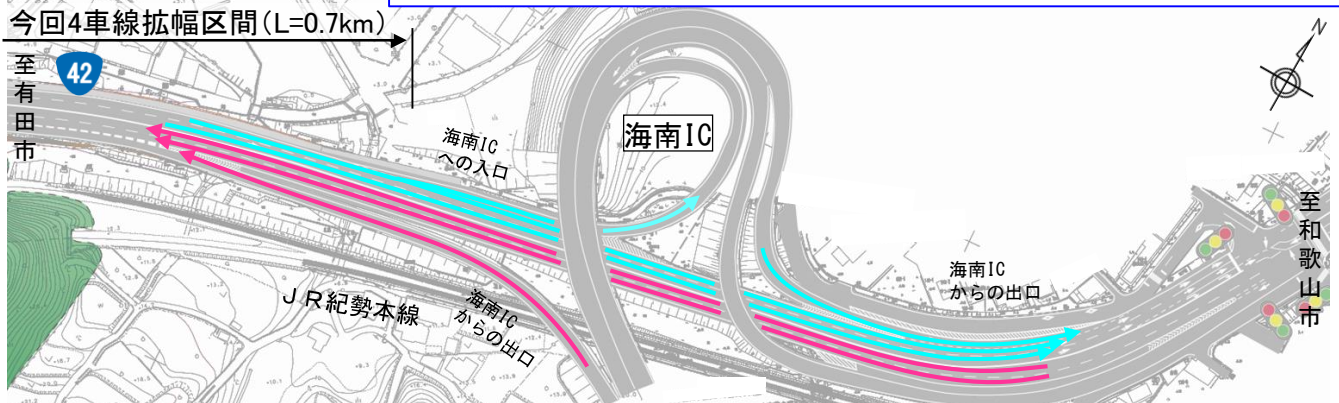 今回4車線拡幅区間(L=0.7km)
至有田市
42
海南IC
への入口
海南IC
JR紀勢本線
海南IC
からの出口
海南IC
からの出口
至和歌山市
N